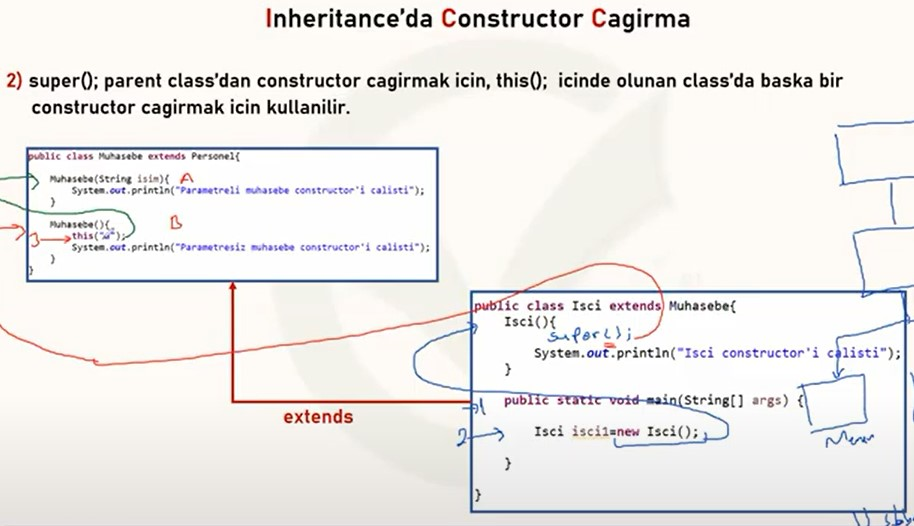 Inheritance’da Constructor Cagirma
2) super(); parent class’dan constructor cagirmak icin, this();  icinde olunan class’da baska bir
constructor cagirmak icin kullanilir.
public class Muhasebe extends Personel{
Muhasebe(String isim){ A
System.out.println("Parametreli muhasebe constructor'i calisti");
}
Muhasebe(){ B
3 this("");
System.out.println("Parametresiz muhasebe constructor'i calisti");
}
}
extends
public class Isci extends Muhasebe{
Isci(){
super();
System.out.println("Isci constructor'i calisti");
}
1 public static void main(String[] args) {
2 Isci isci1=new Isci();
}
}